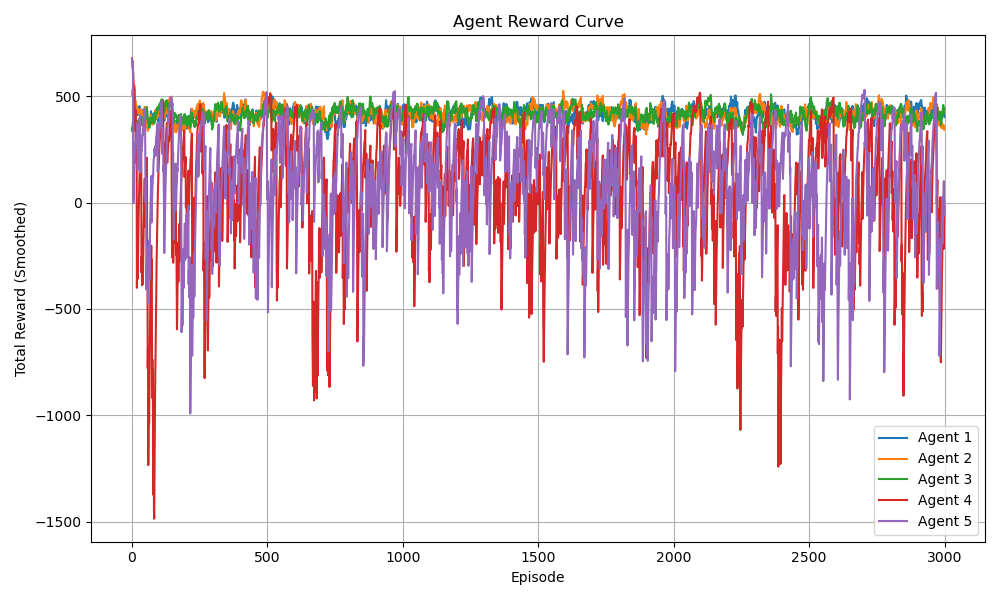 Agent Reward Curve
Total Reward (Smoothed)
500
0
−500
−1000
−1500
0 500 1000 1500 2000 2500 3000
Episode
Agent 1
Agent 2
Agent 3
Agent 4
Agent 5